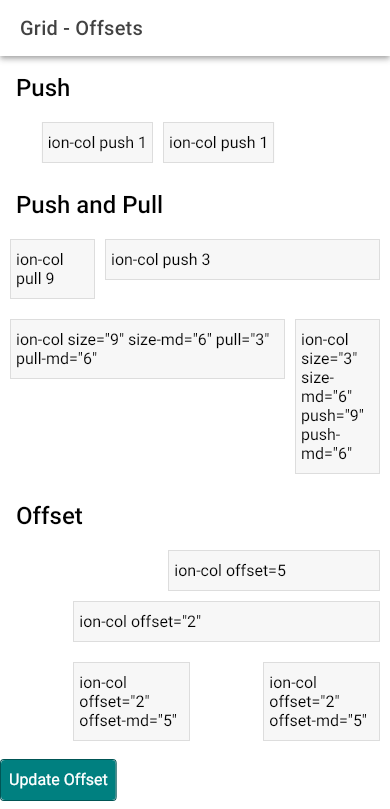 Grid - Offsets
Push
ion-col push 1
ion-col push 1
Push and Pull
ion-col
pull 9
ion-col push 3
ion-col size="9" size-md="6" pull="3"
pull-md="6"
ion-col
size="3"
size-
md="6"
push="9"
push-
md="6"
Offset
ion-col offset=5
ion-col offset="2"
ion-col
offset="2"
offset-md="5"
ion-col
offset="2"
offset-md="5"
Update Offset